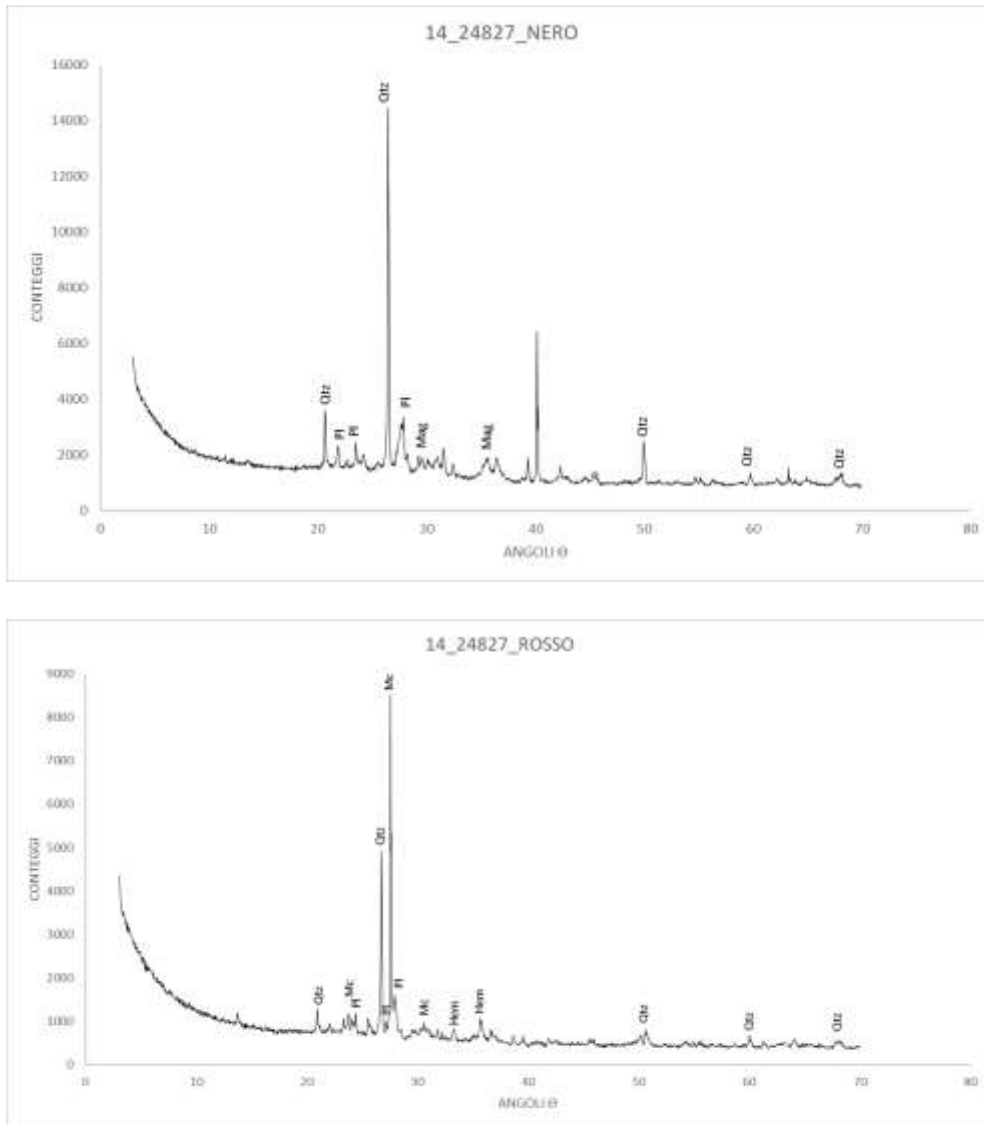 14_24827_NERO
16000
14000
12000
10000
8000
6000
4000
2000
0
CONTEGGI
Qtz
Pl
Pl
Qtz
Pl
Mag
Mag
Qtz
Qtz
Qtz
0 10 20 30 40 50 60 70 80
ANGOLI Θ
14_24827_ROSSO
9000
8000
7000
6000
5000
4000
3000
2000
1000
0
CONTEGGI
Qtz
Mc
Pl
Qtz
Pl
Mc
Pl
Mc
Hem
Hem
Qtz
Qtz
Qtz
0 10 20 30 40 50 60 70 80
ANGOLI Θ